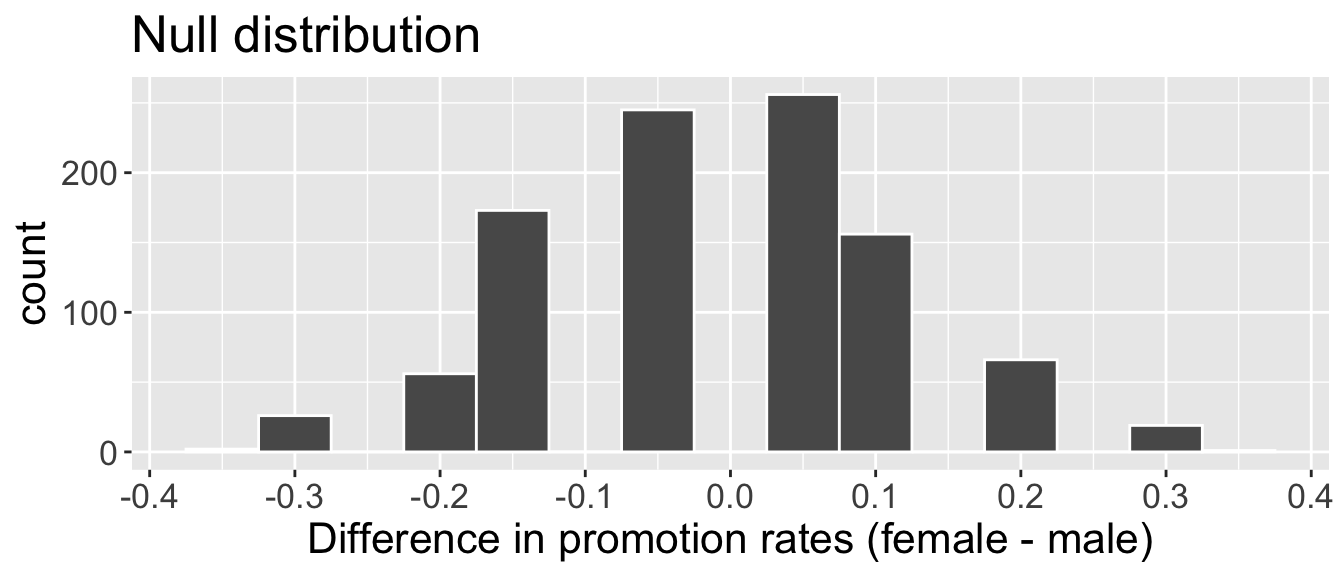 Null distribution
200
100
0
count
-0.4 -0.3 -0.2 -0.1 0.0 0.1 0.2 0.3 0.4
Difference in promotion rates (female - male)